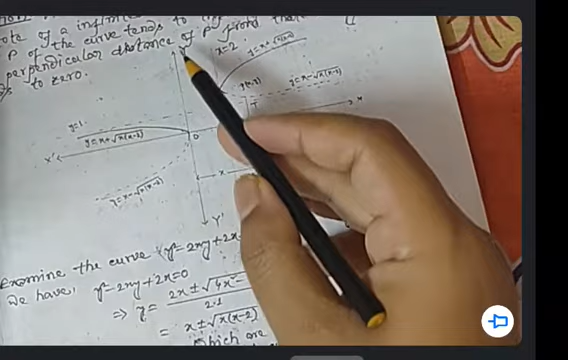 ote of a infin
P of the curve tends to
perpendicular distance of P from the
to zero.
x=2
y=x+√x(x-2)
P(x,y)
y=x-√x(x-2)
T
X
y=1
y=x+√x(x-2)
X'
O
x
y=x-√x(x-2)
Y'
Examine the curve y²-2xy+2x
We have, y²-2xy+2x=0
⇒ y= 2x±√4x²-
2.1
= x±√x(x-2)
Which are